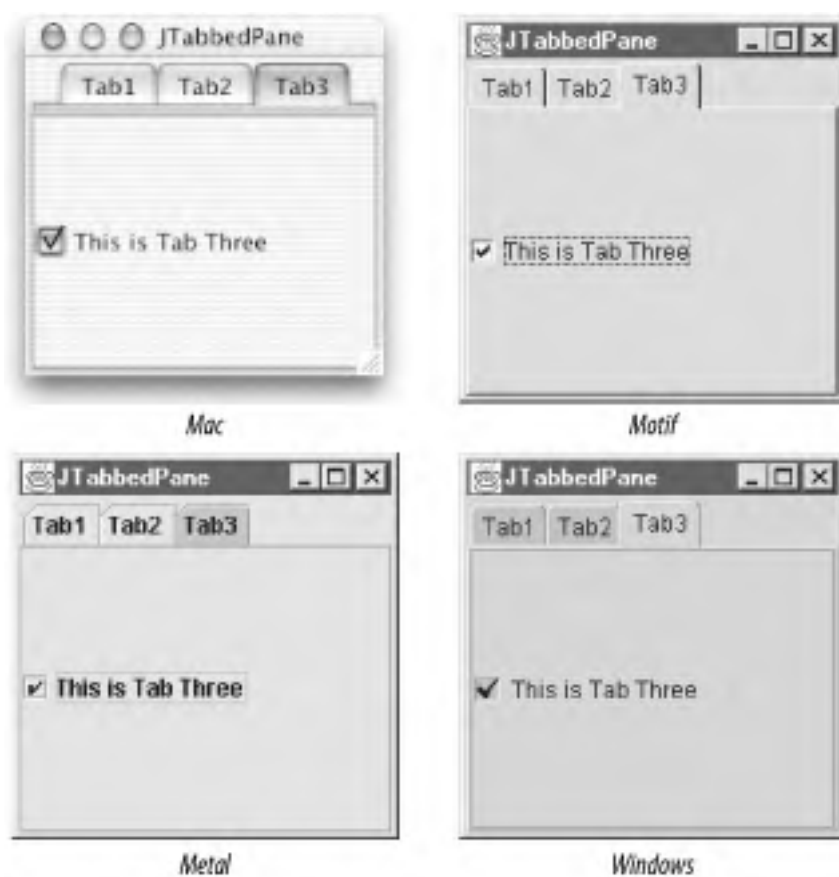 JTabbedPane
Tab1 Tab2 Tab3
This is Tab Three
Mac
JTabbedPane
Tab1 Tab2 Tab3
This is Tab Three
Motif
JTabbedPane
Tab1 Tab2 Tab3
This is Tab Three
Metal
JTabbedPane
Tab1 Tab2 Tab3
This is Tab Three
Windows